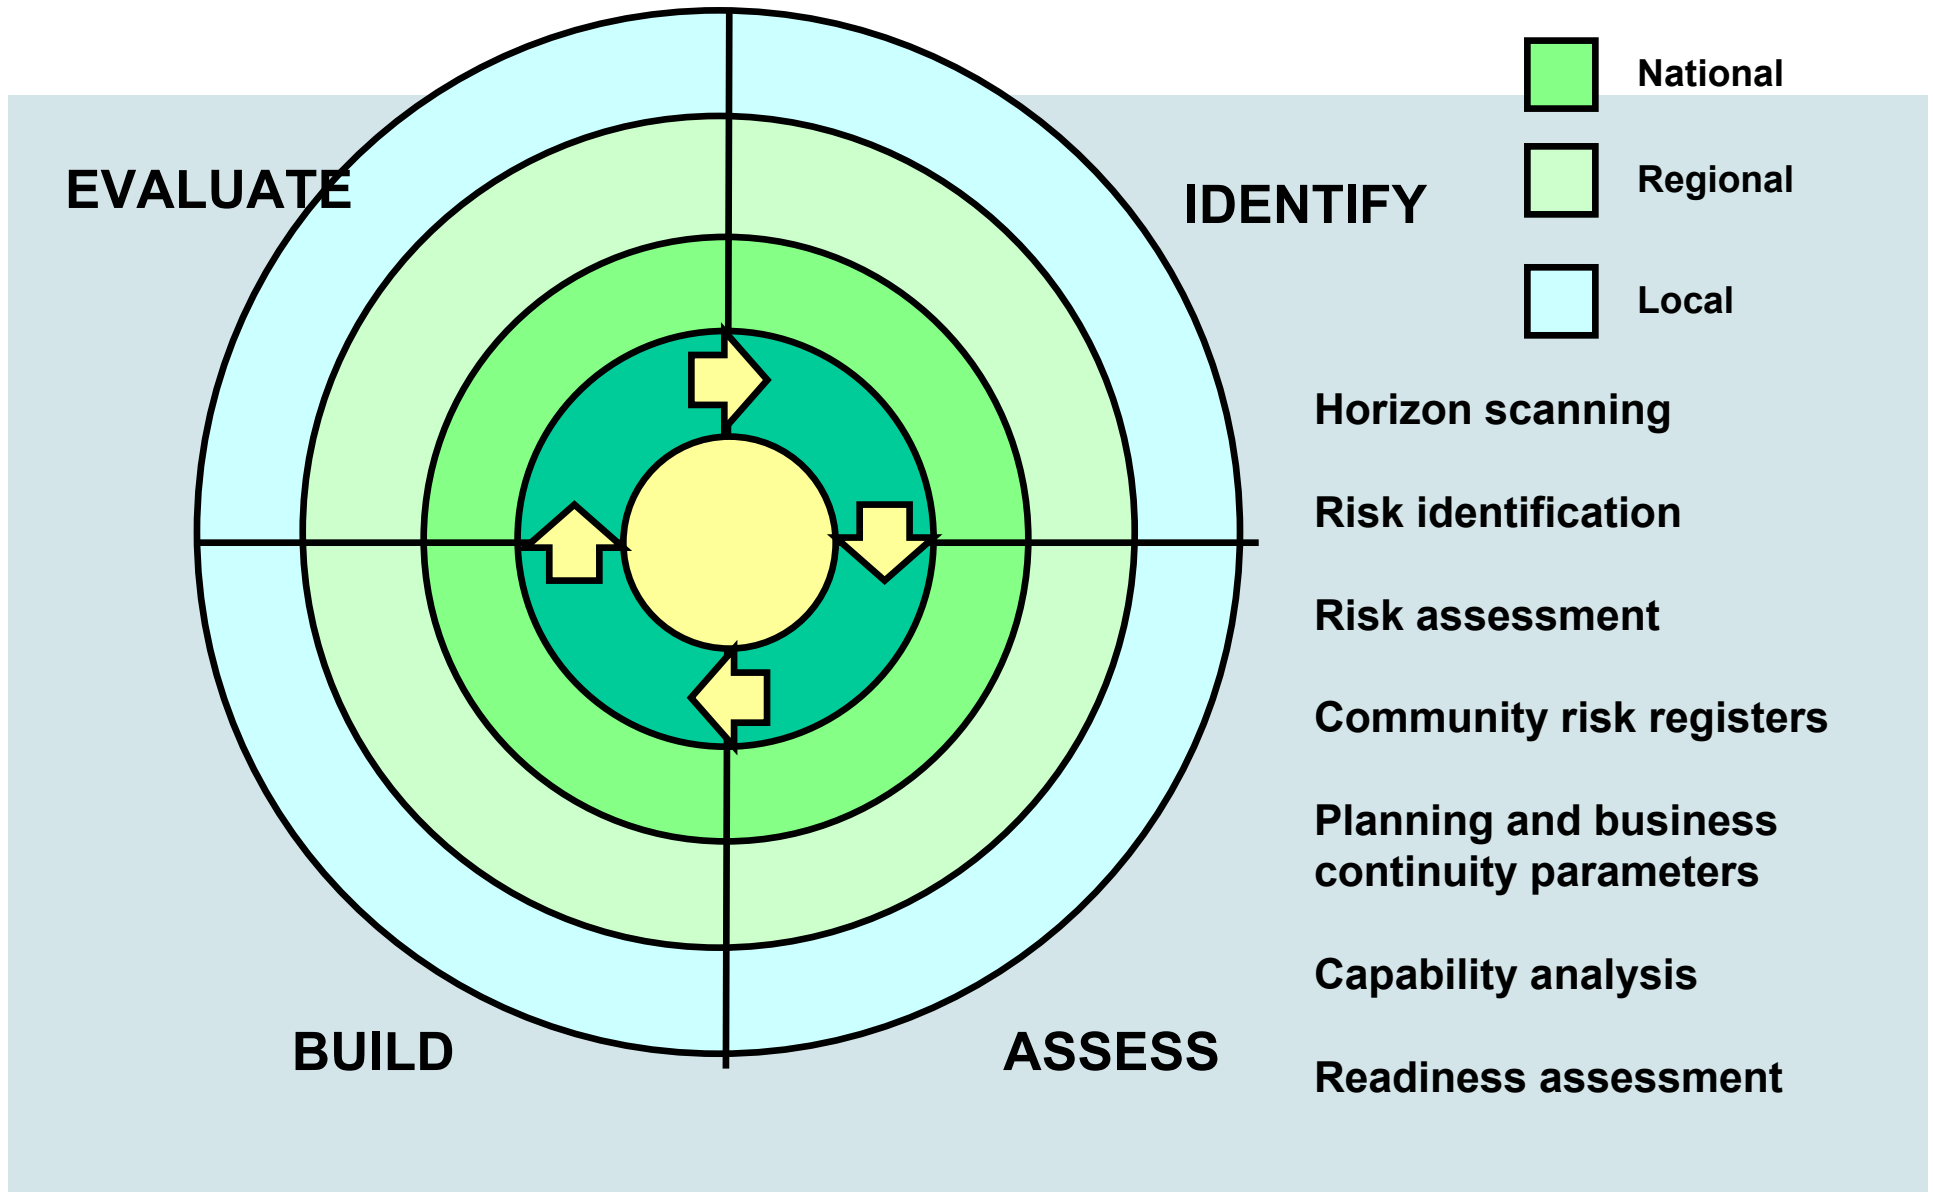 National
EVALUATE
IDENTIFY
Regional
Local
Horizon scanning
Risk identification
Risk assessment
Community risk registers
Planning and business
continuity parameters
Capability analysis
BUILD
ASSESS
Readiness assessment